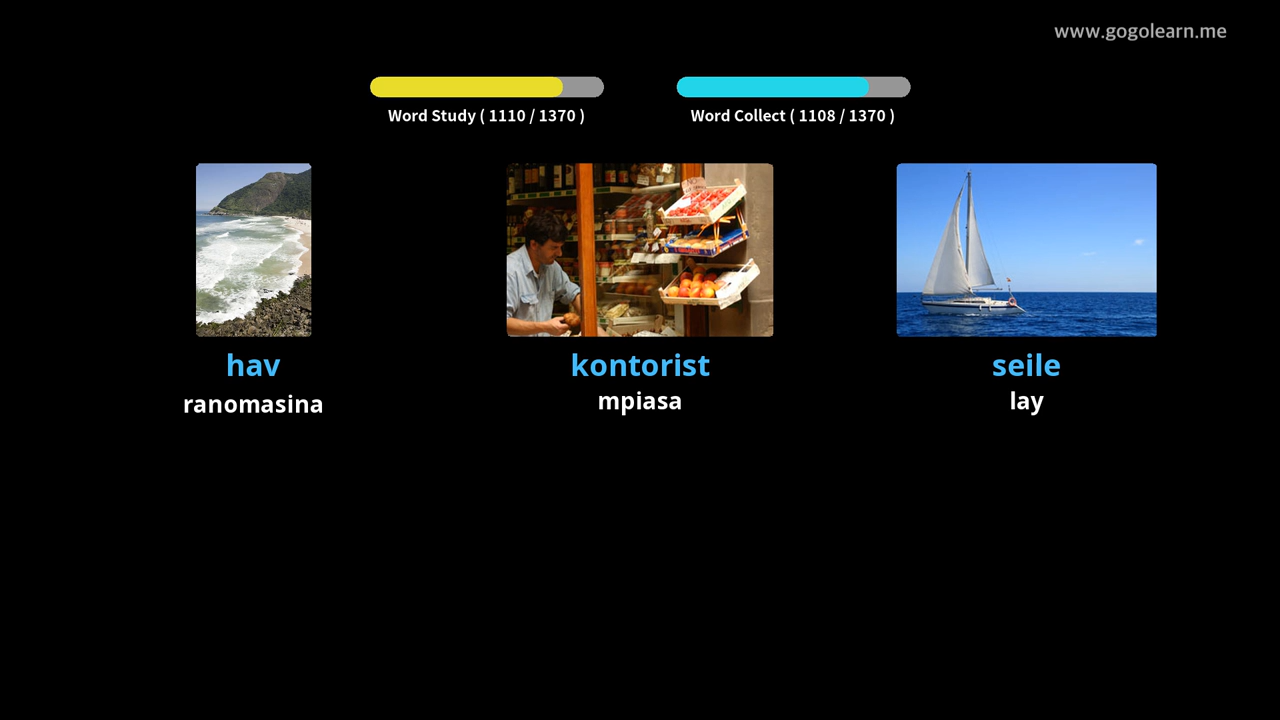 www.gogolearn.me
Word Study ( 1110 / 1370 )
Word Collect ( 1108 / 1370 )
hav
ranomasina
kontorist
mpiasa
seile
lay